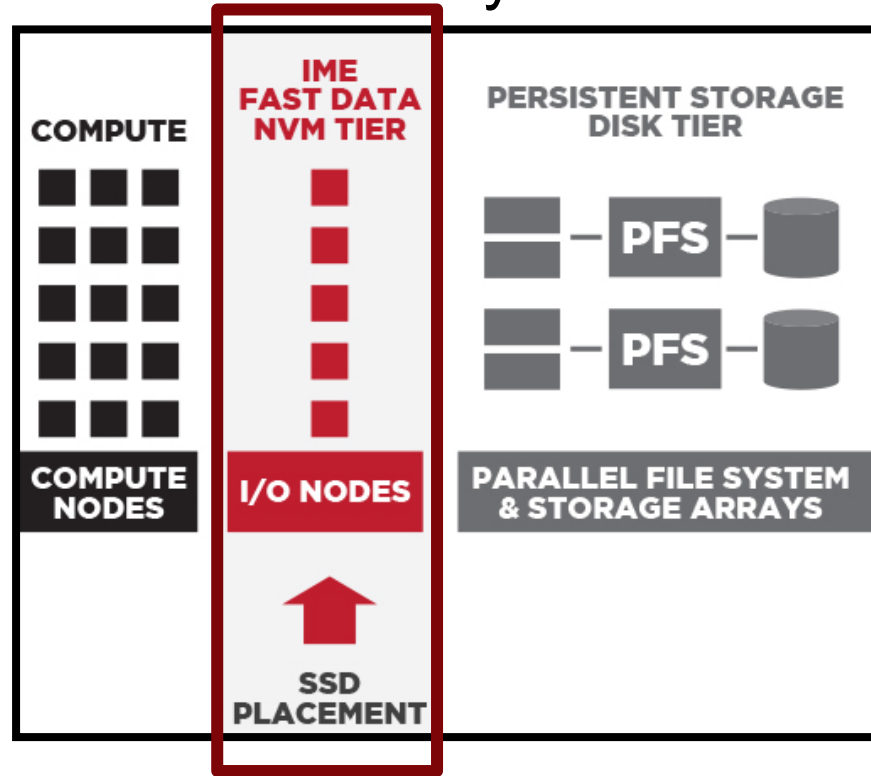 y
COMPUTE
IME
FAST DATA
NVM TIER
PERSISTENT STORAGE
DISK TIER
PFS
PFS
COMPUTE
NODES
I/O NODES
PARALLEL FILE SYSTEM
& STORAGE ARRAYS
SSD
PLACEMENT